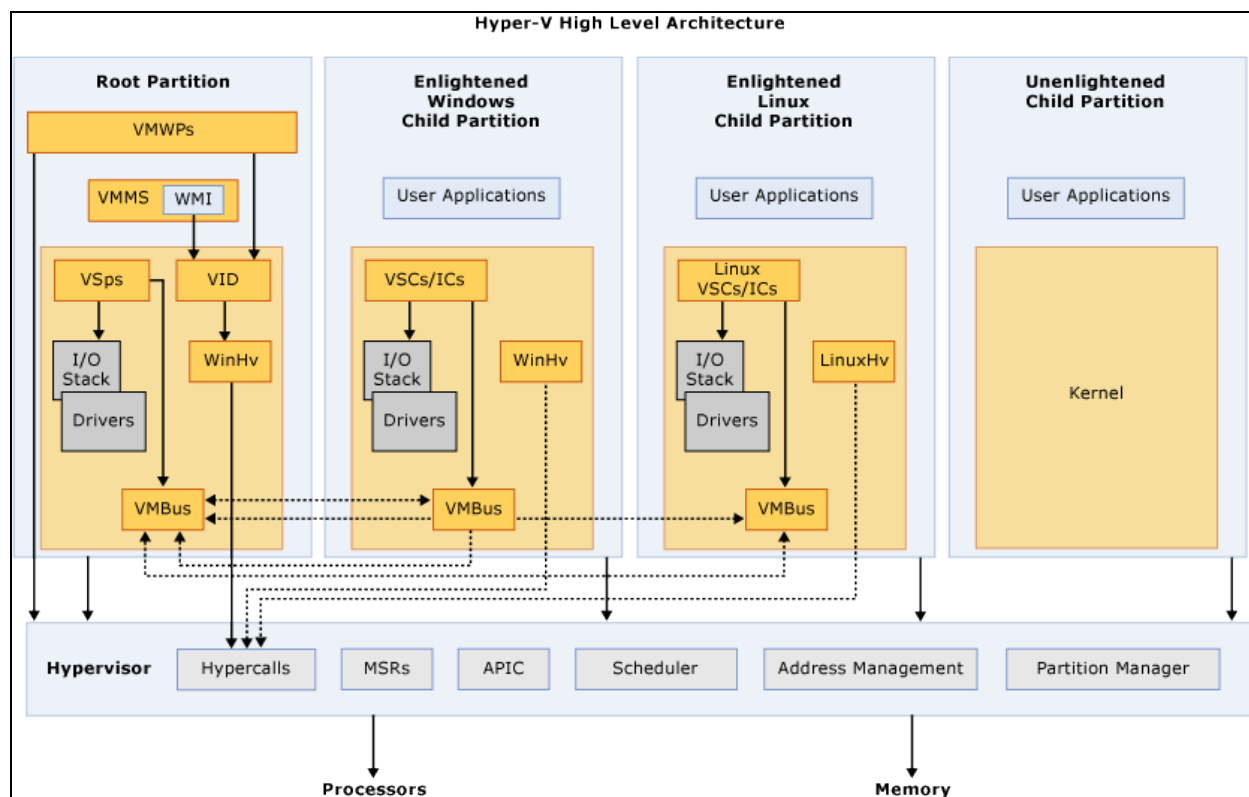 Hyper-V High Level Architecture
Root Partition
VMWPs
VMMS
WMI
VSps
VID
I/O
Stack
WinHv
Drivers
VMBus
Enlightened
Windows
Child Partition
User Applications
VSCs/ICs
I/O
Stack
WinHv
Drivers
VMBus
Enlightened
Linux
Child Partition
User Applications
Linux
VSCs/ICs
I/O
Stack
LinuxHv
Drivers
VMBus
Unenlightened
Child Partition
User Applications
Kernel
Hypervisor
Hypercalls
MSRs
APIC
Scheduler
Address Management
Partition Manager
Processors
Memory